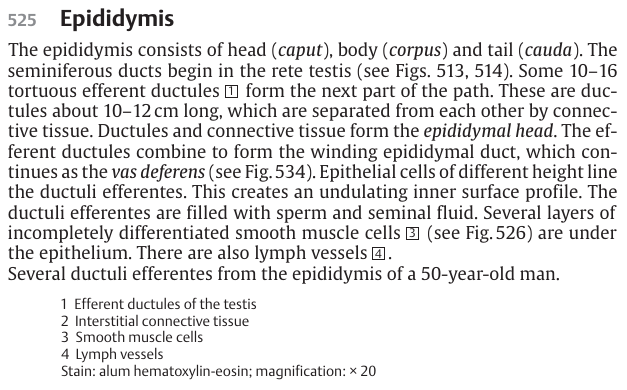 525 Epididymis
The epididymis consists of head (caput), body (corpus) and tail (cauda). The
seminiferous ducts begin in the rete testis (see Figs. 513, 514). Some 10–16
tortuous efferent ductules 1 form the next part of the path. These are duc-
tules about 10–12 cm long, which are separated from each other by connec-
tive tissue. Ductules and connective tissue form the epididymal head. The ef-
ferent ductules combine to form the winding epididymal duct, which con-
tinues as the vas deferens (see Fig. 534). Epithelial cells of different height line
the ductuli efferentes. This creates an undulating inner surface profile. The
ductuli efferentes are filled with sperm and seminal fluid. Several layers of
incompletely differentiated smooth muscle cells 3 (see Fig. 526) are under
the epithelium. There are also lymph vessels 4.
Several ductuli efferentes from the epididymis of a 50-year-old man.
1 Efferent ductules of the testis
2 Interstitial connective tissue
3 Smooth muscle cells
4 Lymph vessels
Stain: alum hematoxylin-eosin; magnification: × 20